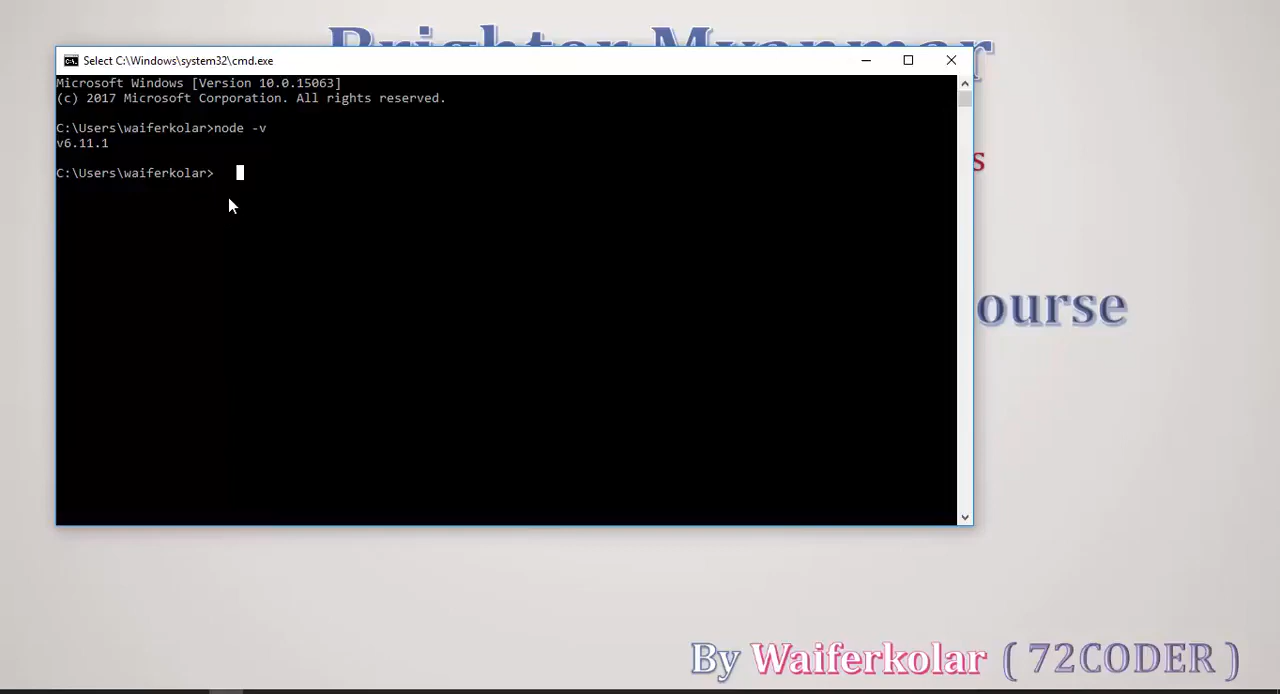 Brighter Myanmar
Select C:\Windows\system32\cmd.exe
Microsoft Windows [Version 10.0.15063]
(c) 2017 Microsoft Corporation. All rights reserved.
C:\Users\waiferkolar>node -v
v6.11.1
C:\Users\waiferkolar>
s
ourse
By Waiferkolar ( 72CODER )